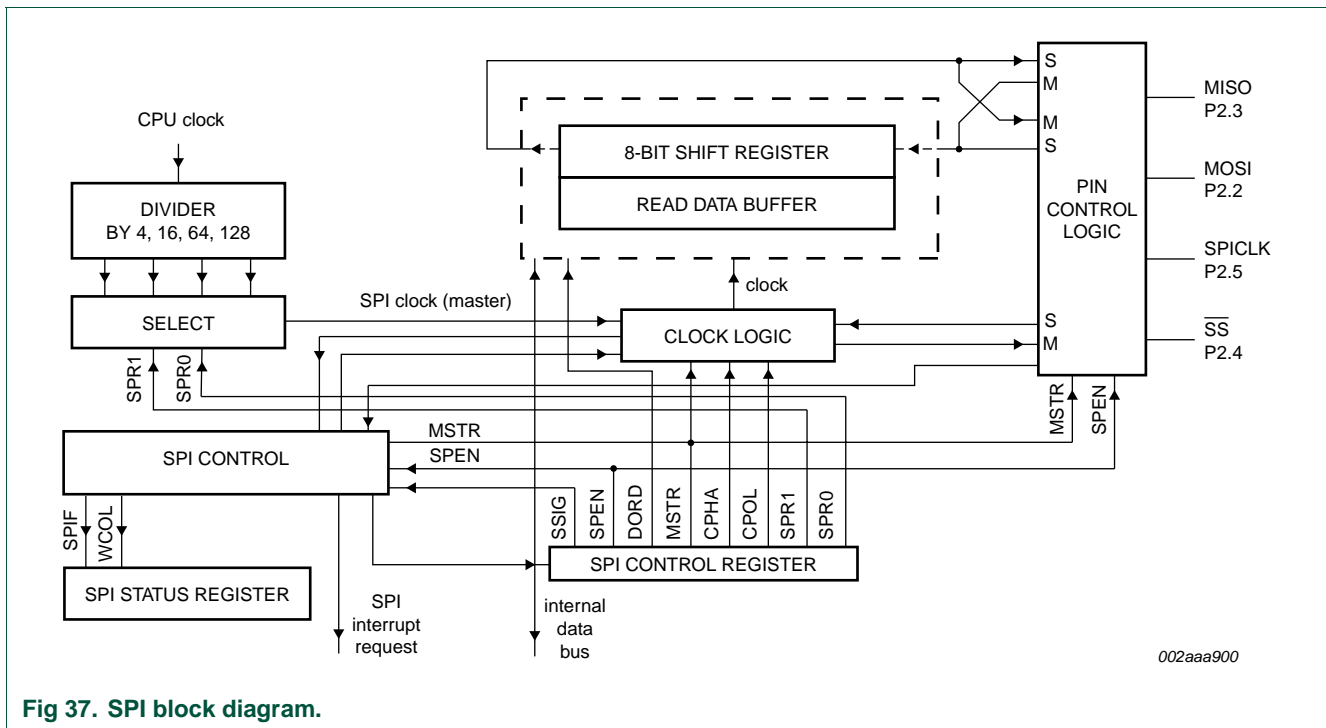 S
M
MISO
P2.3
CPU clock
M
8-BIT SHIFT REGISTER
S
DIVIDER
BY 4, 16, 64, 128
READ DATA BUFFER
PIN
CONTROL
LOGIC
MOSI
P2.2
SPICLK
P2.5
clock
SPI clock (master)
SELECT
CLOCK LOGIC
S
M
SS
P2.4
SPR1
SPR0
MSTR
SPEN
MSTR
SPEN
SPI CONTROL
SPIF
WCOL
SSIG
SPEN
DORD
MSTR
CPHA
CPOL
SPR1
SPR0
SPI CONTROL REGISTER
SPI STATUS REGISTER
SPI
interrupt
request
internal
data
bus
002aaa900
Fig 37. SPI block diagram.